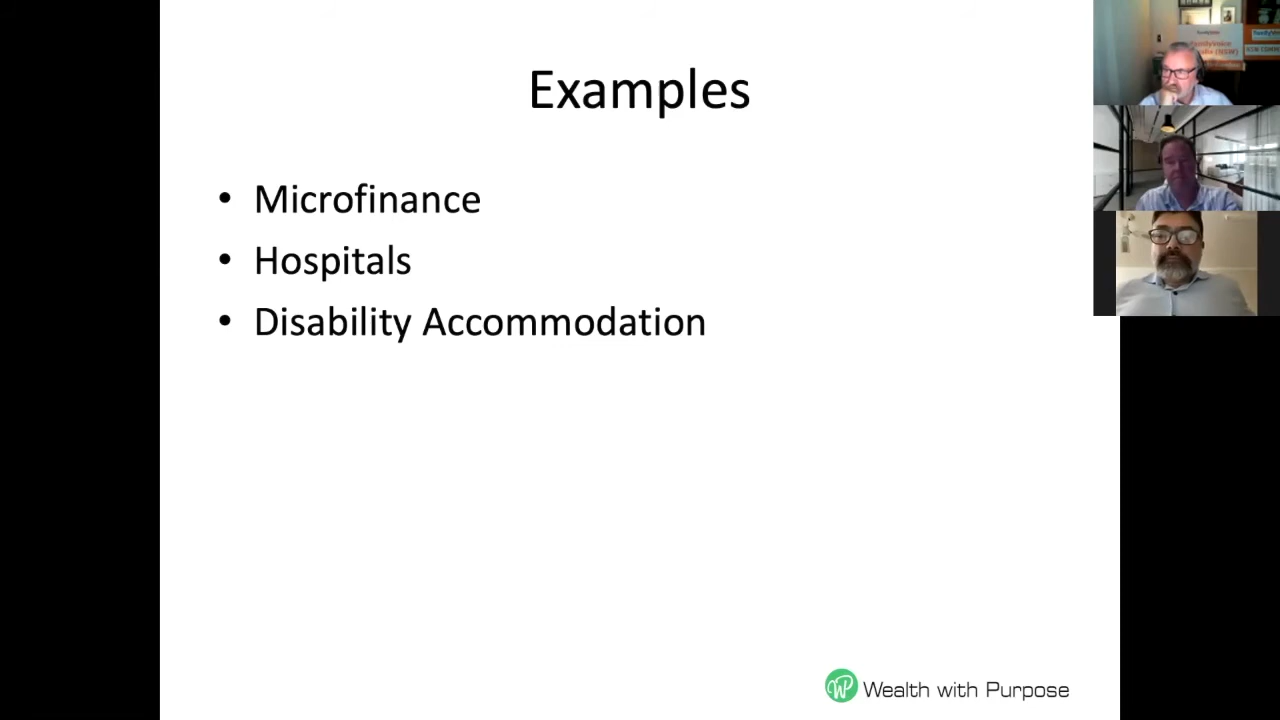 Examples
• Microfinance
• Hospitals
• Disability Accommodation
Wealth with Purpose